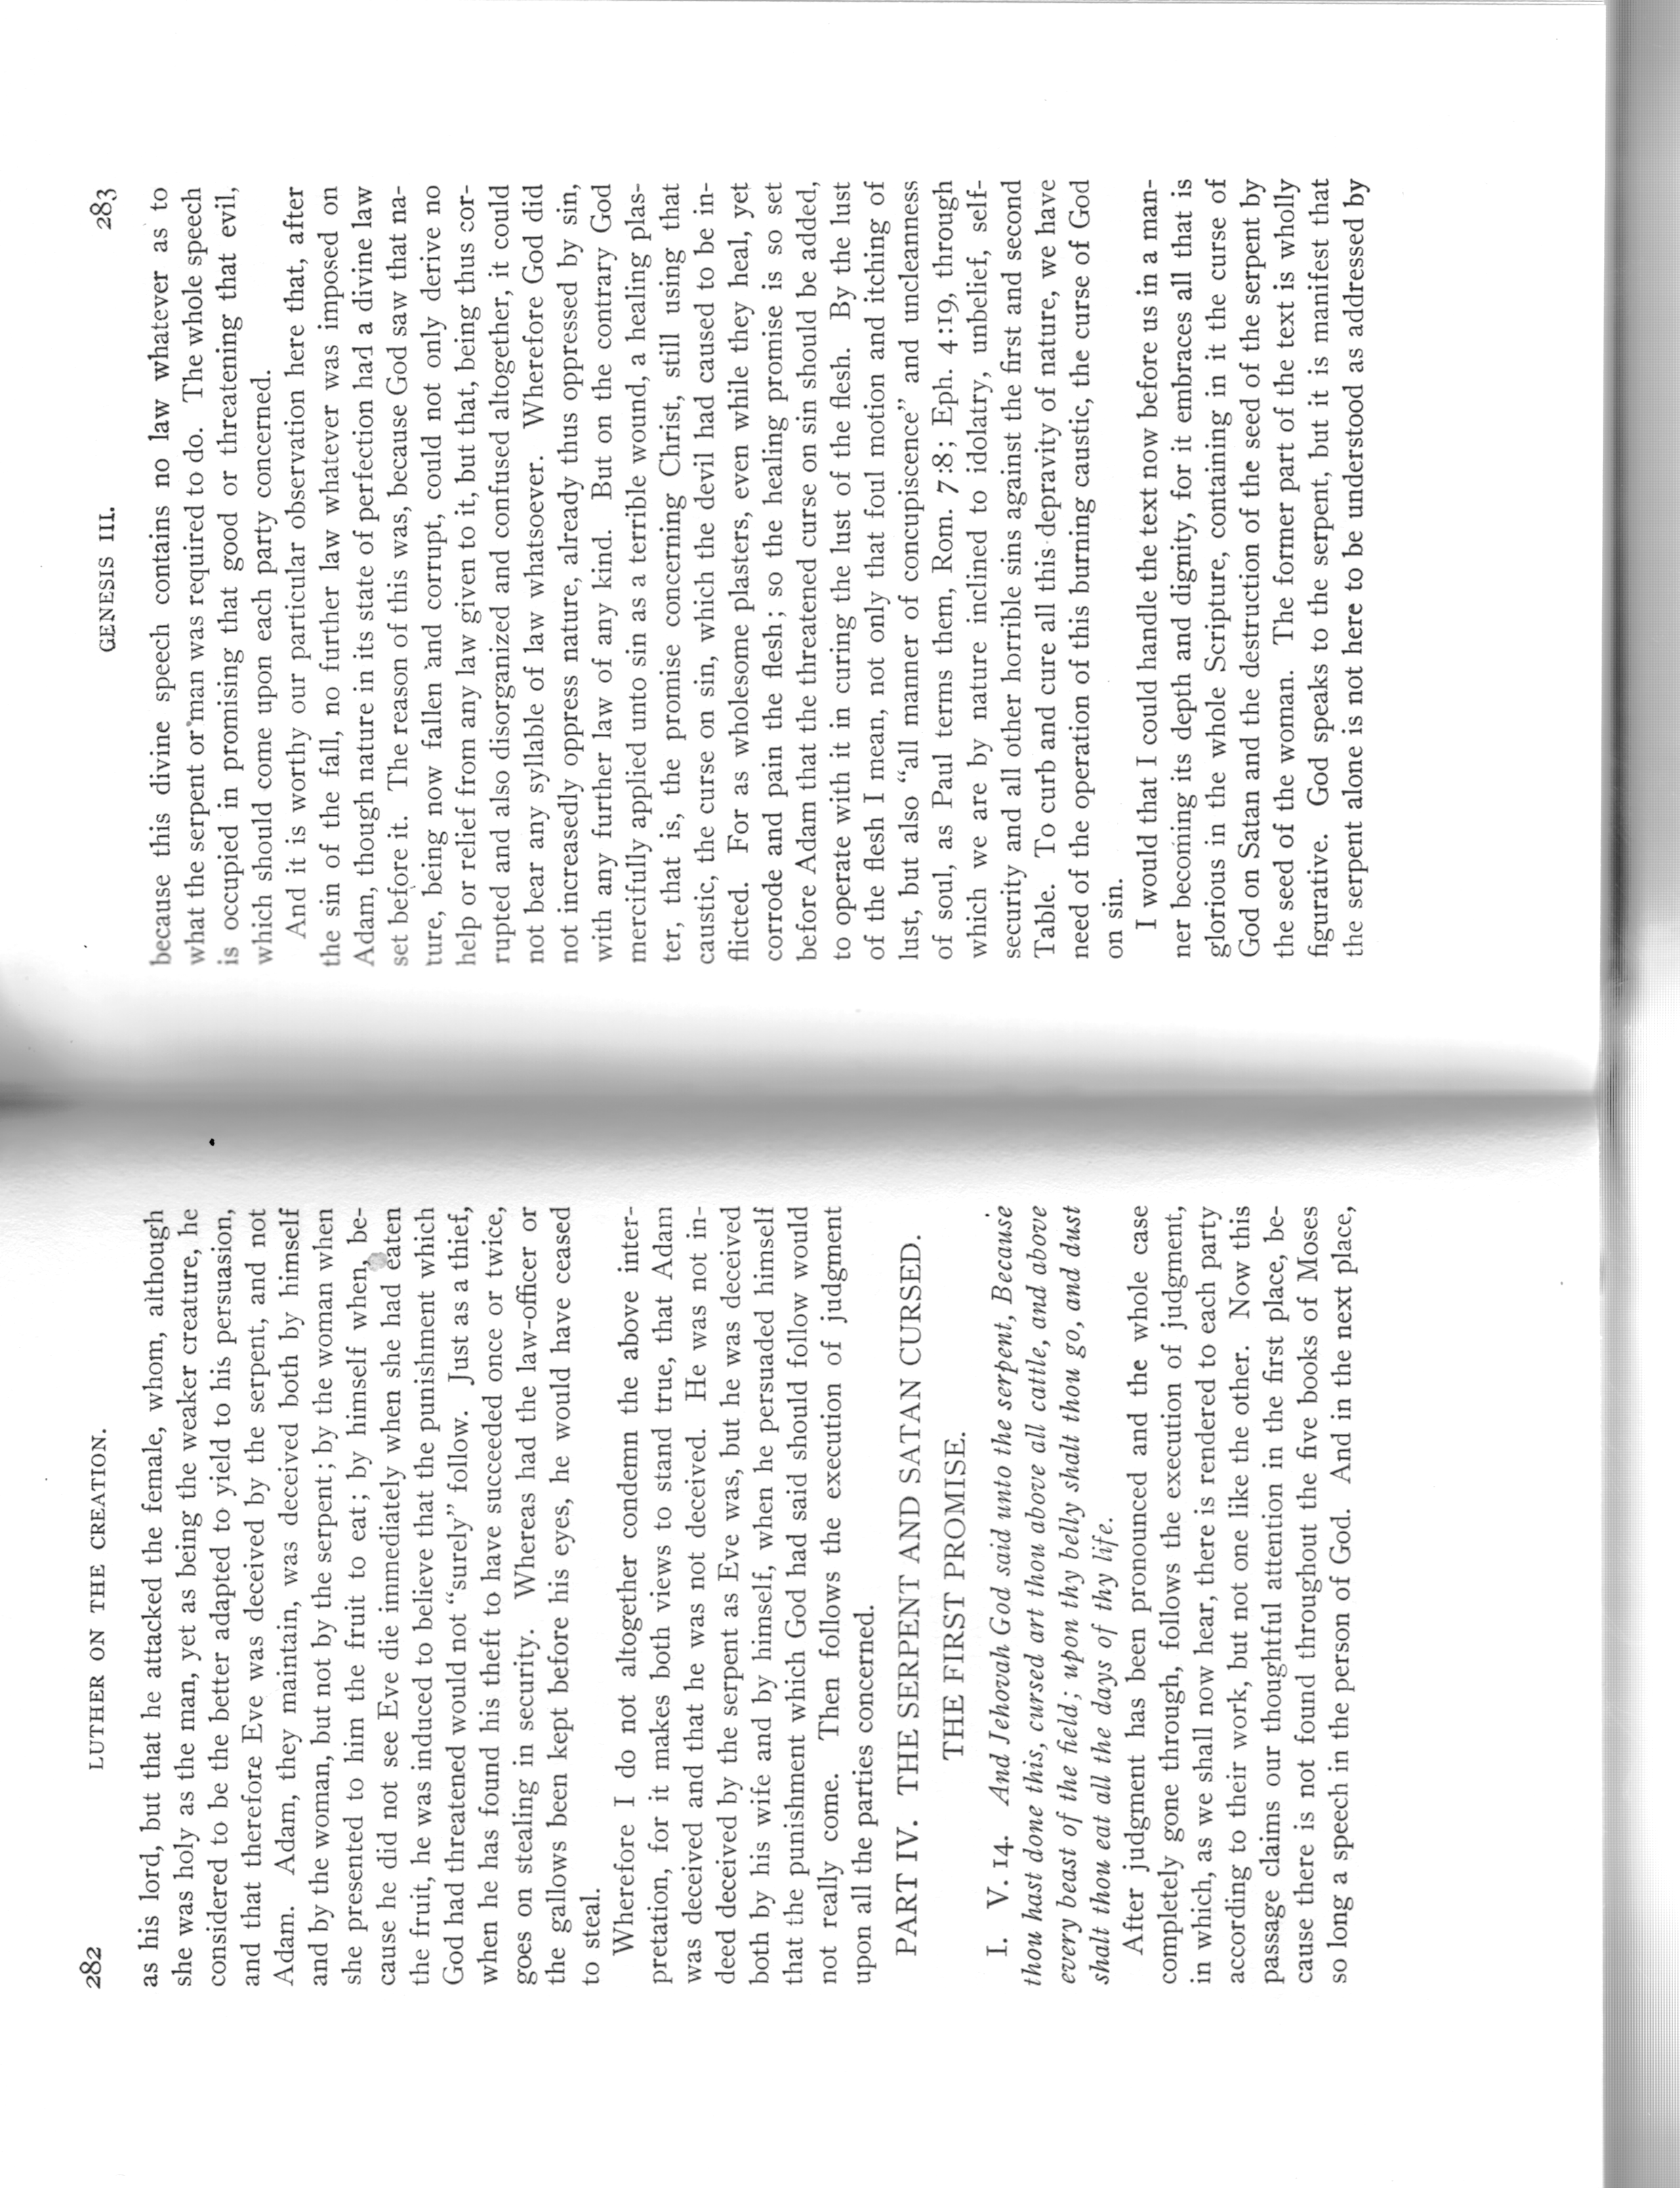 282
LUTHER ON THE CREATION.
as his lord, but that he attacked the female, whom, although
she was holy as the man, yet as being the weaker creature, he
considered to be the better adapted to yield to his persuasion,
and that therefore Eve was deceived by the serpent, and not
Adam. Adam, they maintain, was deceived both by himself
and by the woman, but not by the serpent; by the woman when
she presented to him the fruit to eat; by himself when, be-
cause he did not see Eve die immediately when she had eaten
the fruit, he was induced to believe that the punishment which
God had threatened would not “surely” follow. Just as a thief,
when he has found his theft to have succeeded once or twice,
goes on stealing in security. Whereas had the law-officer or
the gallows been kept before his eyes, he would have ceased
to steal.
Wherefore I do not altogether condemn the above inter-
pretation, for it makes both views to stand true, that Adam
was deceived and that he was not deceived. He was not in-
deed deceived by the serpent as Eve was, but he was deceived
both by his wife and by himself, when he persuaded himself
that the punishment which God had said should follow would
not really come. Then follows the execution of judgment
upon all the parties concerned.
PART IV. THE SERPENT AND SATAN CURSED.
THE FIRST PROMISE.
I. V. 14. And Jehovah God said unto the serpent, Because
thou hast done this, cursed art thou above all cattle, and above
every beast of the field; upon thy belly shalt thou go, and dust
shalt thou eat all the days of thy life.
After judgment has been pronounced and the whole case
completely gone through, follows the execution of judgment,
in which, as we shall now hear, there is rendered to each party
according to their work, but not one like the other. Now this
passage claims our thoughtful attention in the first place, be-
cause there is not found throughout the five books of Moses
so long a speech in the person of God. And in the next place,
GENESIS III.
283
because this divine speech contains no law whatever as to
what the serpent or man was required to do. The whole speech
is occupied in promising that good or threatening that evil,
which should come upon each party concerned.
And it is worthy our particular observation here that, after
the sin of the fall, no further law whatever was imposed on
Adam, though nature in its state of perfection had a divine law
set before it. The reason of this was, because God saw that na-
ture, being now fallen and corrupt, could not only derive no
help or relief from any law given to it, but that, being thus cor-
rupted and also disorganized and confused altogether, it could
not bear any syllable of law whatsoever. Wherefore God did
not increasedly oppress nature, already thus oppressed by sin,
with any further law of any kind. But on the contrary God
mercifully applied unto sin as a terrible wound, a healing plas-
ter, that is, the promise concerning Christ, still using that
caustic, the curse on sin, which the devil had caused to be in-
flicted. For as wholesome plasters, even while they heal, yet
corrode and pain the flesh; so the healing promise is so set
before Adam that the threatened curse on sin should be added,
to operate with it in curing the lust of the flesh. By the lust
of the flesh I mean, not only that foul motion and itching of
lust, but also “all manner of concupiscence” and uncleanness
of soul, as Paul terms them, Rom. 7:8; Eph. 4:19, through
which we are by nature inclined to idolatry, unbelief, self-
security and all other horrible sins against the first and second
Table. To curb and cure all this depravity of nature, we have
need of the operation of this burning caustic, the curse of God
on sin.
I would that I could handle the text now before us in a man-
ner becoming its depth and dignity, for it embraces all that is
glorious in the whole Scripture, containing in it the curse of
God on Satan and the destruction of the seed of the serpent by
the seed of the woman. The former part of the text is wholly
figurative. God speaks to the serpent, but it is manifest that
the serpent alone is not here to be understood as addressed by